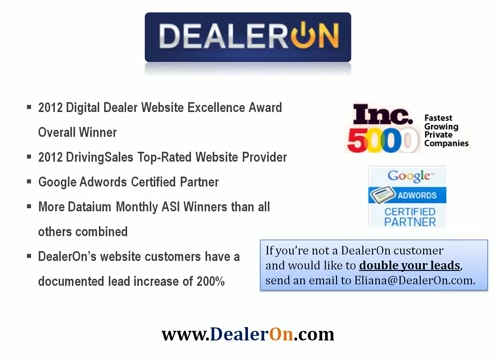 DEALERON
▪ 2012 Digital Dealer Website Excellence Award
Overall Winner
▪ 2012 DrivingSales Top-Rated Website Provider
▪ Google Adwords Certified Partner
▪ More Dataium Monthly ASI Winners than all
others combined
▪ DealerOn's website customers have a
documented lead increase of 200%
Inc.
5000
Fastest
Growing
Private
Companies
Google™
ADWORDS
CERTIFIED
PARTNER
If you're not a DealerOn customer
and would like to double your leads,
send an email to Eliana@DealerOn.com.
www.DealerOn.com